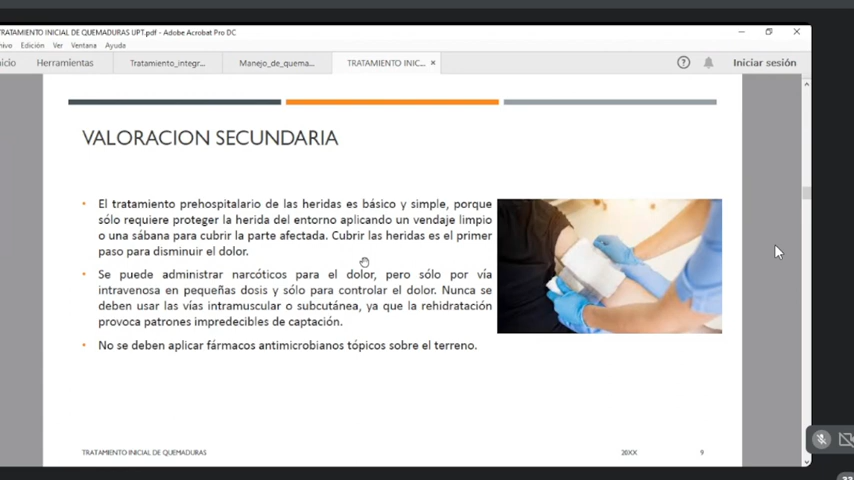 TRATAMIENTO INICIAL DE QUEMADURAS UPT.pdf - Adobe Acrobat Pro DC
Edición Ver Ventana Ayuda
Herramientas Tratamiento_integr... Manejo_de_quema... TRATAMIENTO INIC... × Iniciar sesión
VALORACION SECUNDARIA
• El tratamiento prehospitalario de las heridas es básico y simple, porque
sólo requiere proteger la herida del entorno aplicando un vendaje limpio
o una sábana para cubrir la parte afectada. Cubrir las heridas es el primer
paso para disminuir el dolor.
• Se puede administrar narcóticos para el dolor, pero sólo por vía
intravenosa en pequeñas dosis y sólo para controlar el dolor. Nunca se
deben usar las vías intramuscular o subcutánea, ya que la rehidratación
provoca patrones impredecibles de captación.
• No se deben aplicar fármacos antimicrobianos tópicos sobre el terreno.
TRATAMIENTO INICIAL DE QUEMADURAS 20XX 9